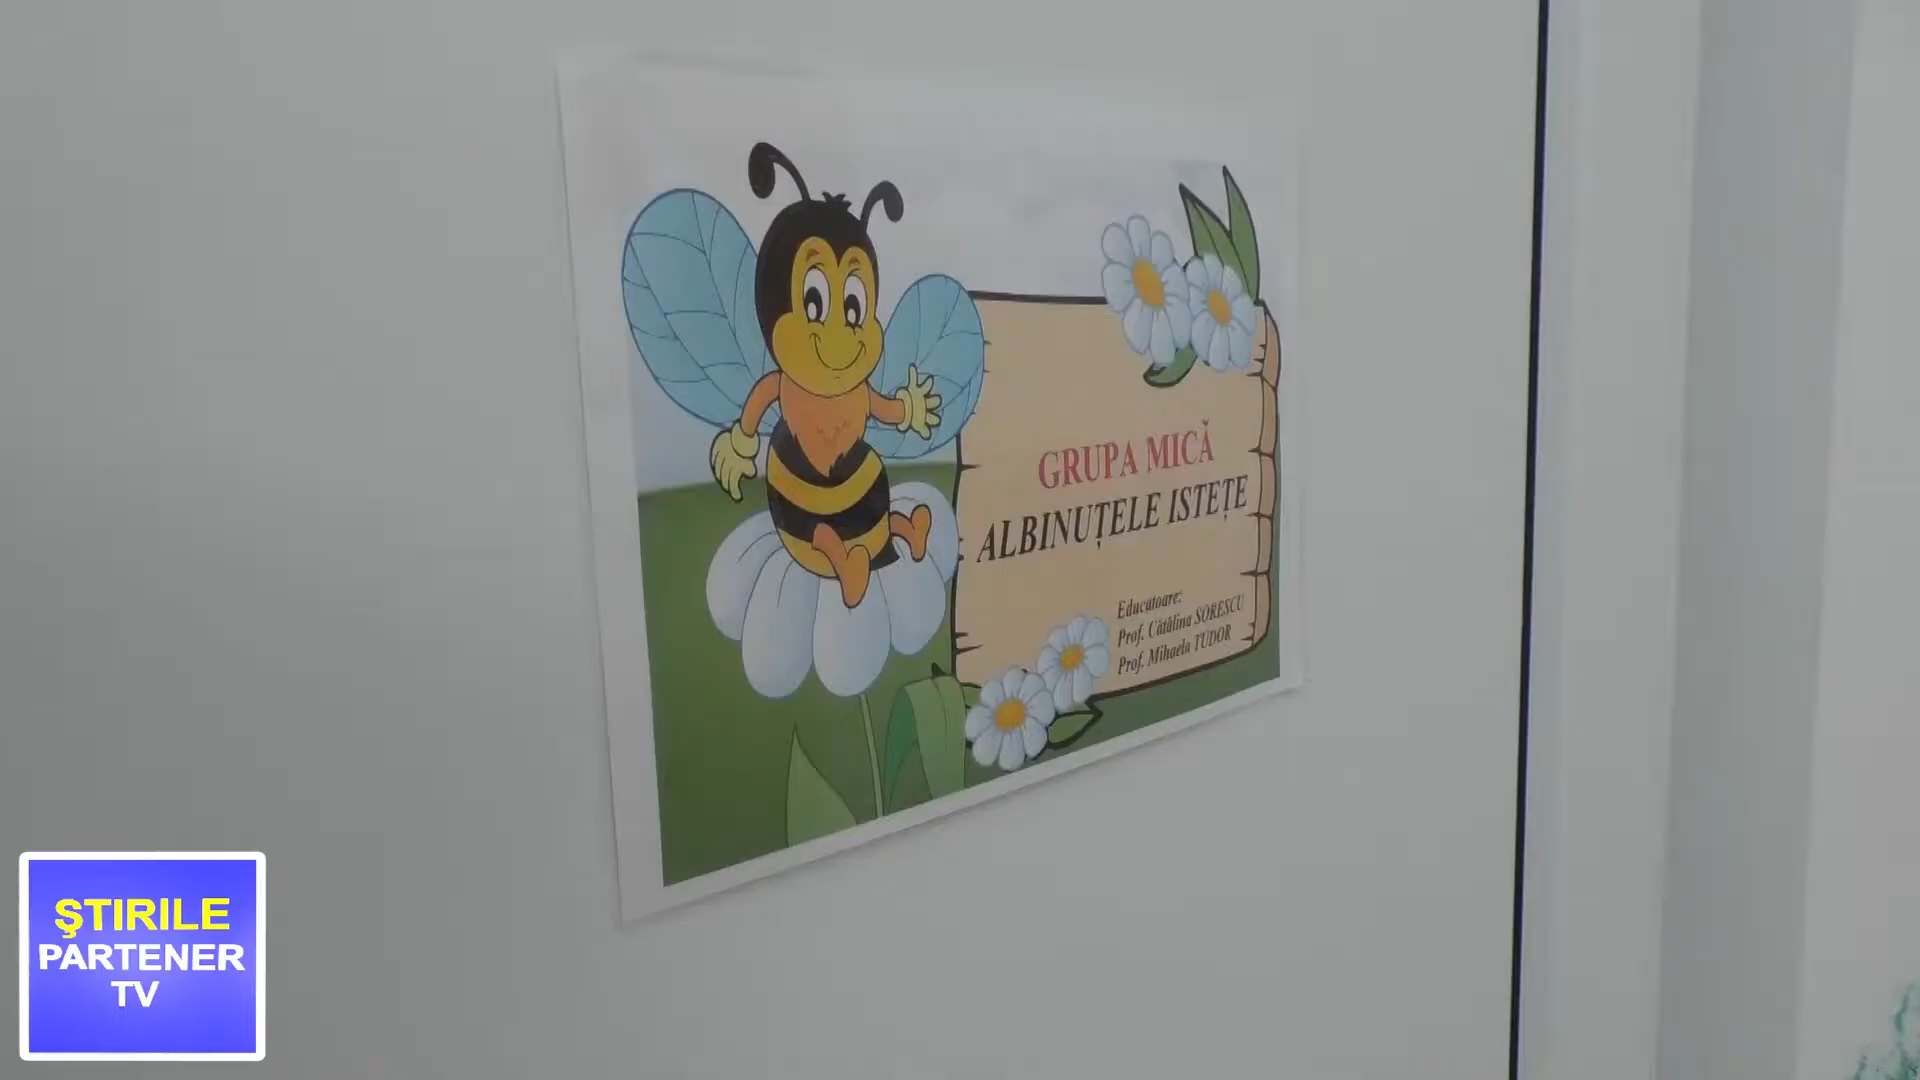 GRUPA MICĂ
ALBINUȚELE ISTEȚE
Educatoare:
Prof. Cătălina SORESCU
Prof. Mihaela TUDOR
ŞTIRILE
PARTENER
TV